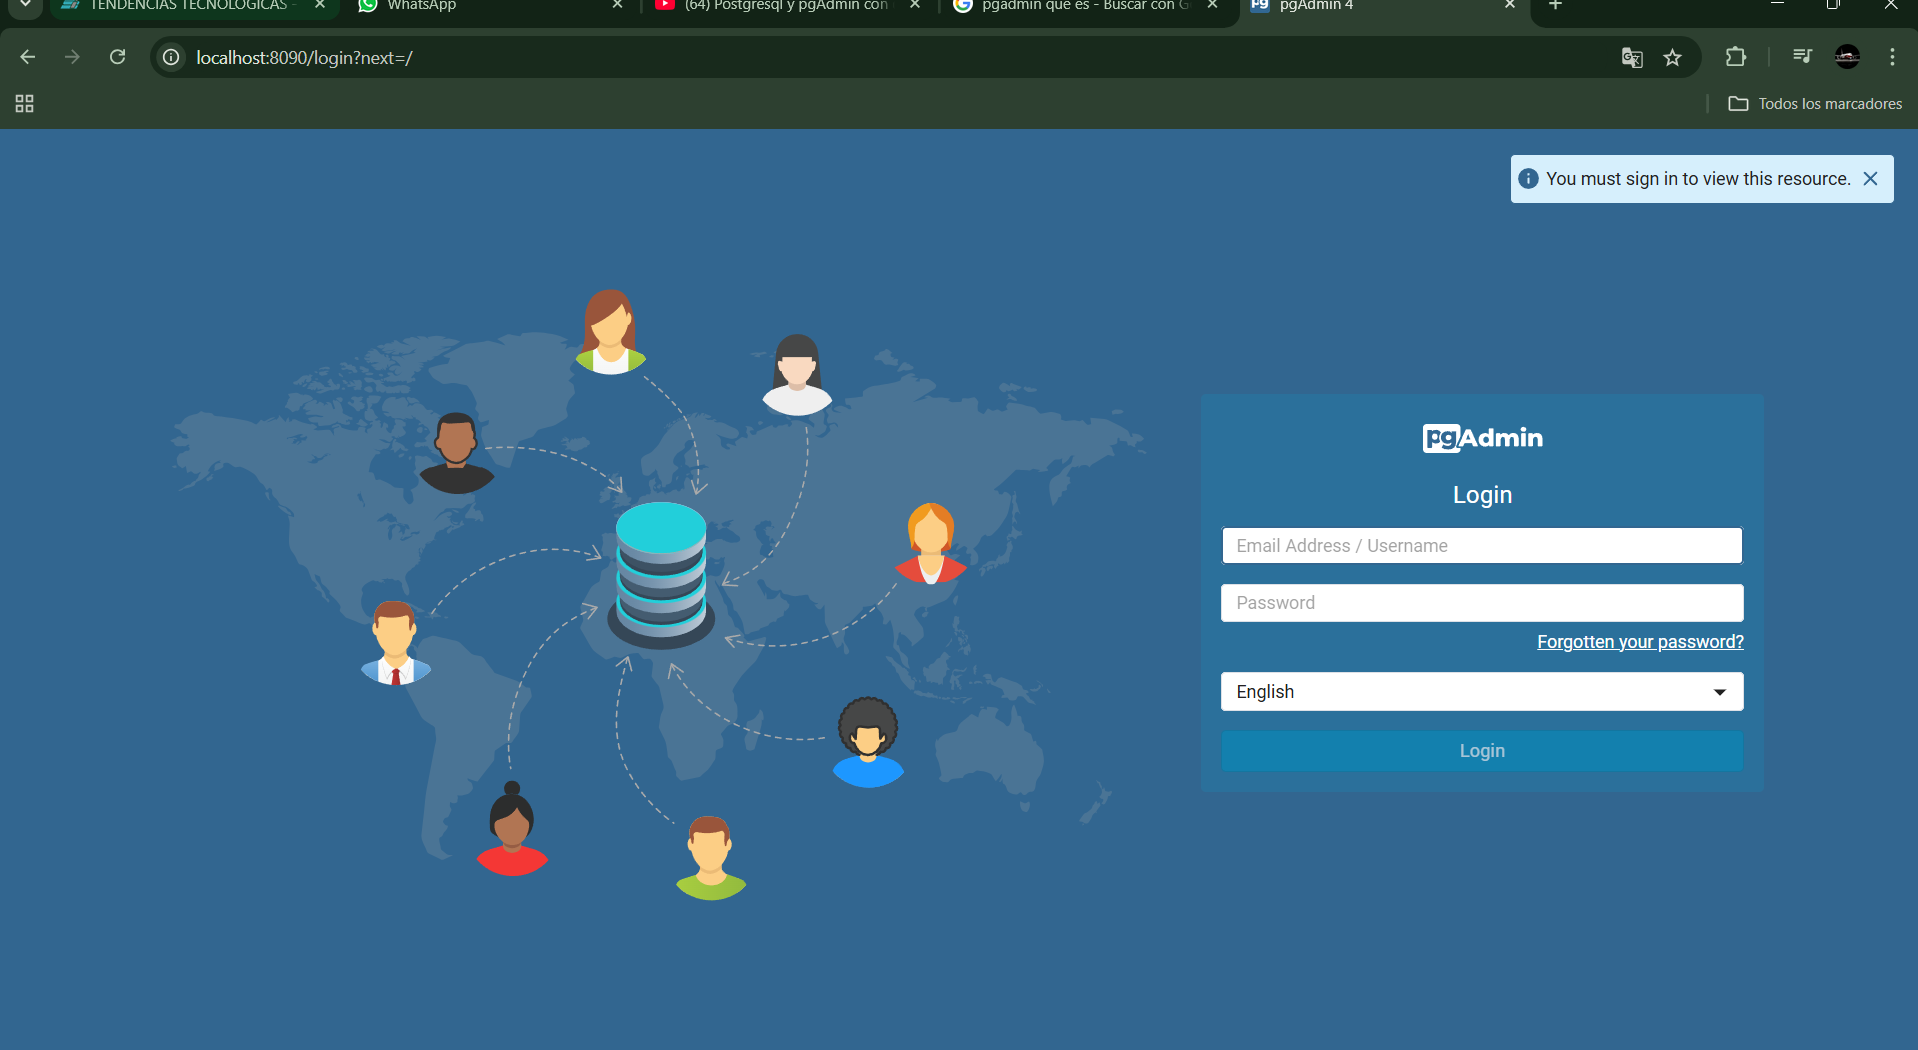 TENDENCIAS TECNOLOGICAS -
WhatsApp
(64) Postgresql y pgAdmin con
pgadmin que es - Buscar con G
pgAdmin 4
localhost:8090/login?next=/
Todos los marcadores
You must sign in to view this resource.
pgAdmin
Login
Email Address / Username
Password
Forgotten your password?
English
Login